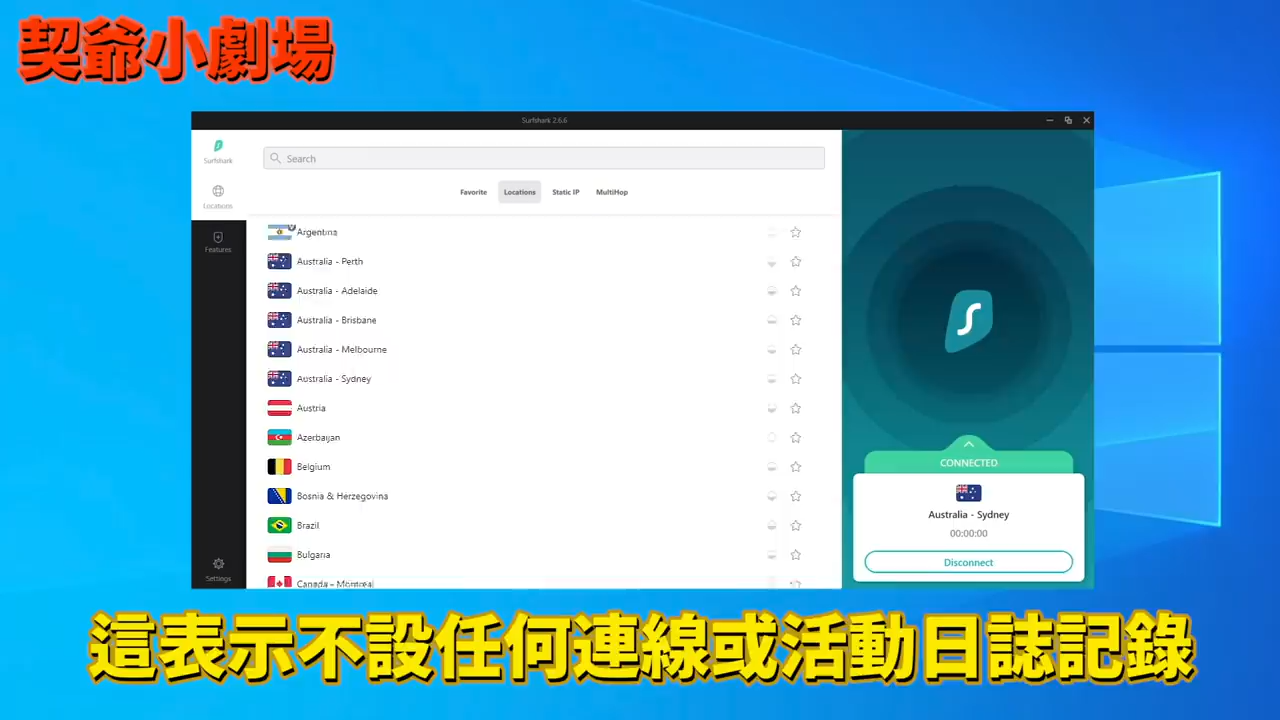 契爺小劇場
Surfshark 2.6.6
Surfshark
Search
Locations
Favorite Locations Static IP MultiHop
Features
Argentina
Australia - Perth
Australia - Adelaide
Australia - Brisbane
Australia - Melbourne
Australia - Sydney
Austria
Azerbaijan
Belgium
Bosnia & Herzegovina
Brazil
Bulgaria
Canada - Montreal
Settings
CONNECTED
Australia - Sydney
00:00:00
Disconnect
這表示不設任何連線或活動日誌記錄